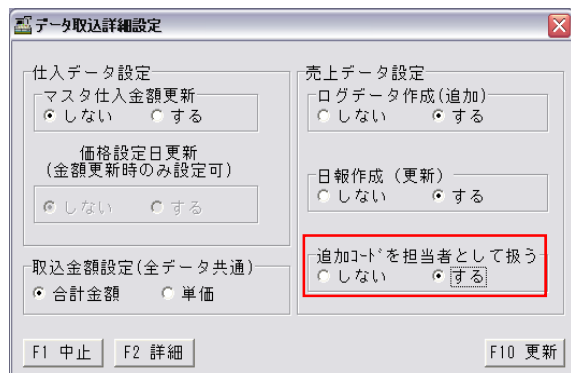 データ取込詳細設定
仕入データ設定
マスタ仕入金額更新
しない する
価格設定日更新
(金額更新時のみ設定可)
しない する
取込金額設定(全データ共通)
合計金額 単価
売上データ設定
ログデータ作成(追加)
しない する
日報作成(更新)
しない する
追加ｺｰﾄﾞを担当者として扱う
しない する
F1 中止 F2 詳細 F10 更新